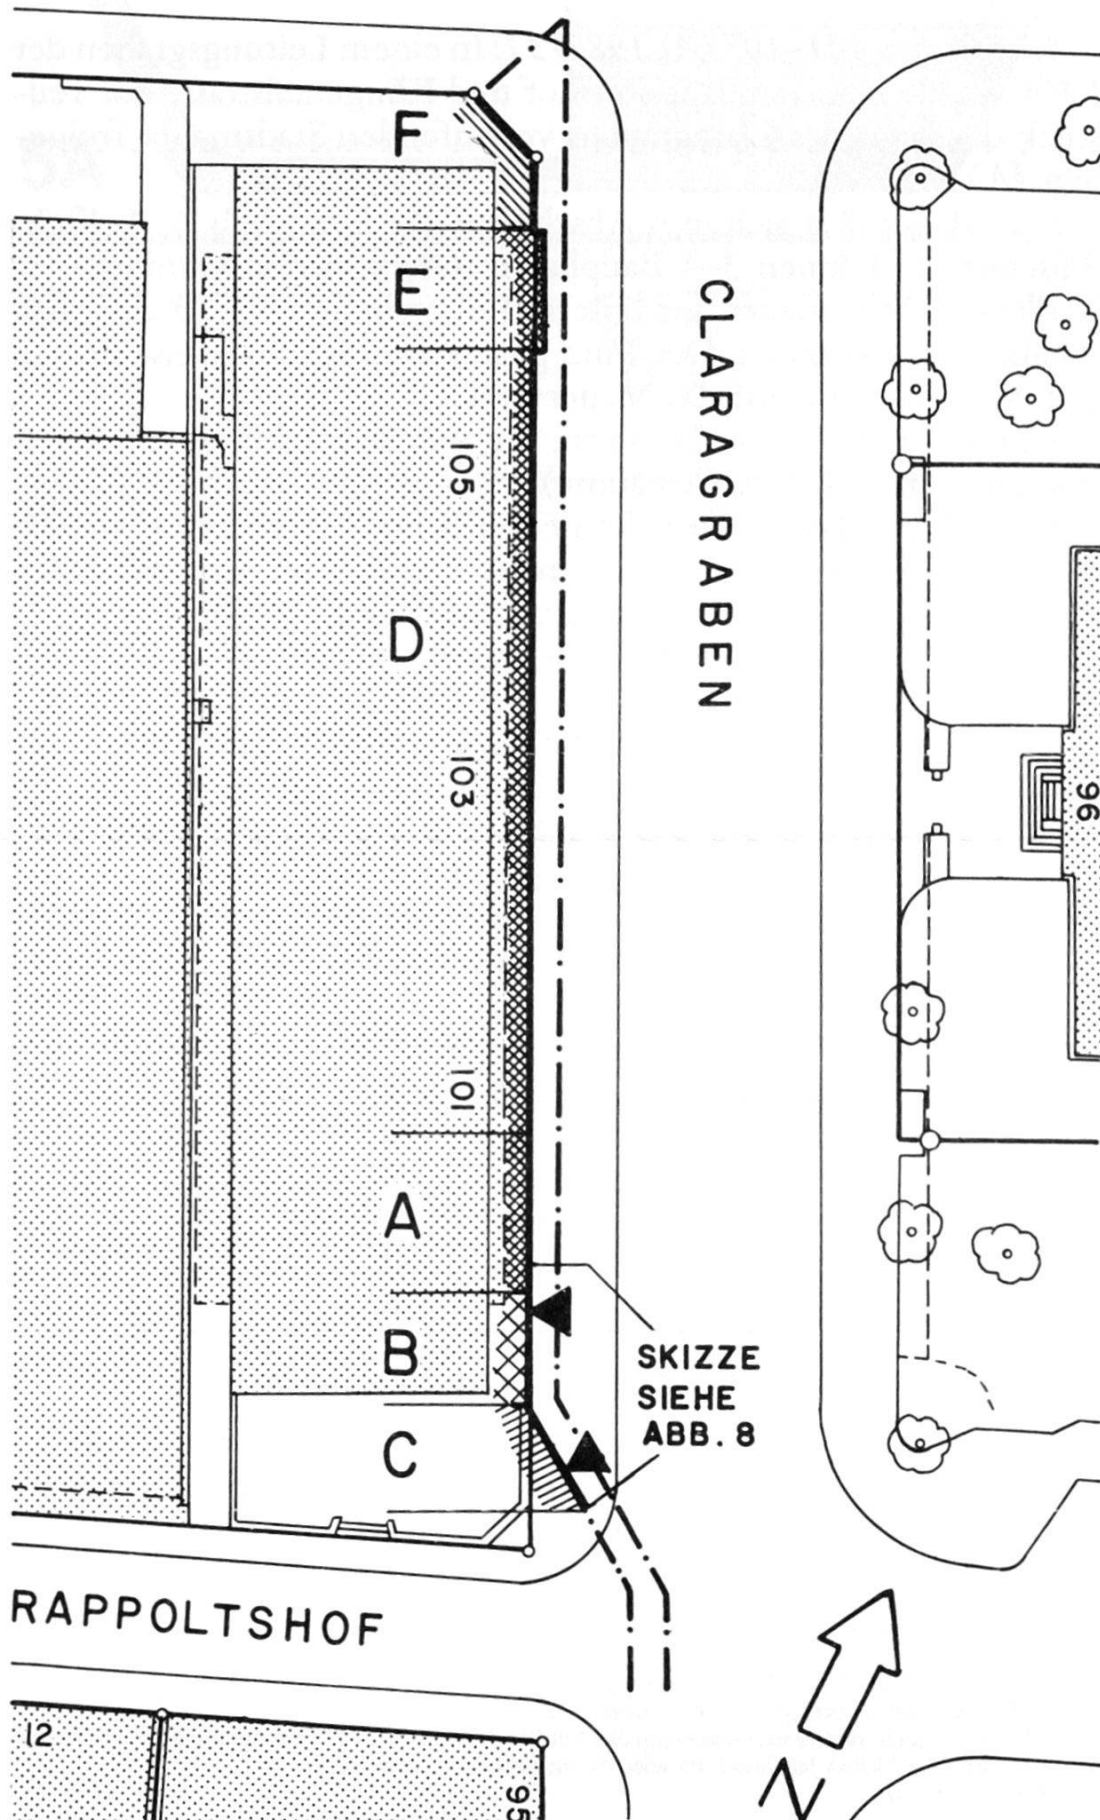 F
E
CLARAGRABEN
105
D
103
96
101
A
B
SKIZZE
SIEHE
ABB. 8
C
RAPPOLTSHOF
12
95
N